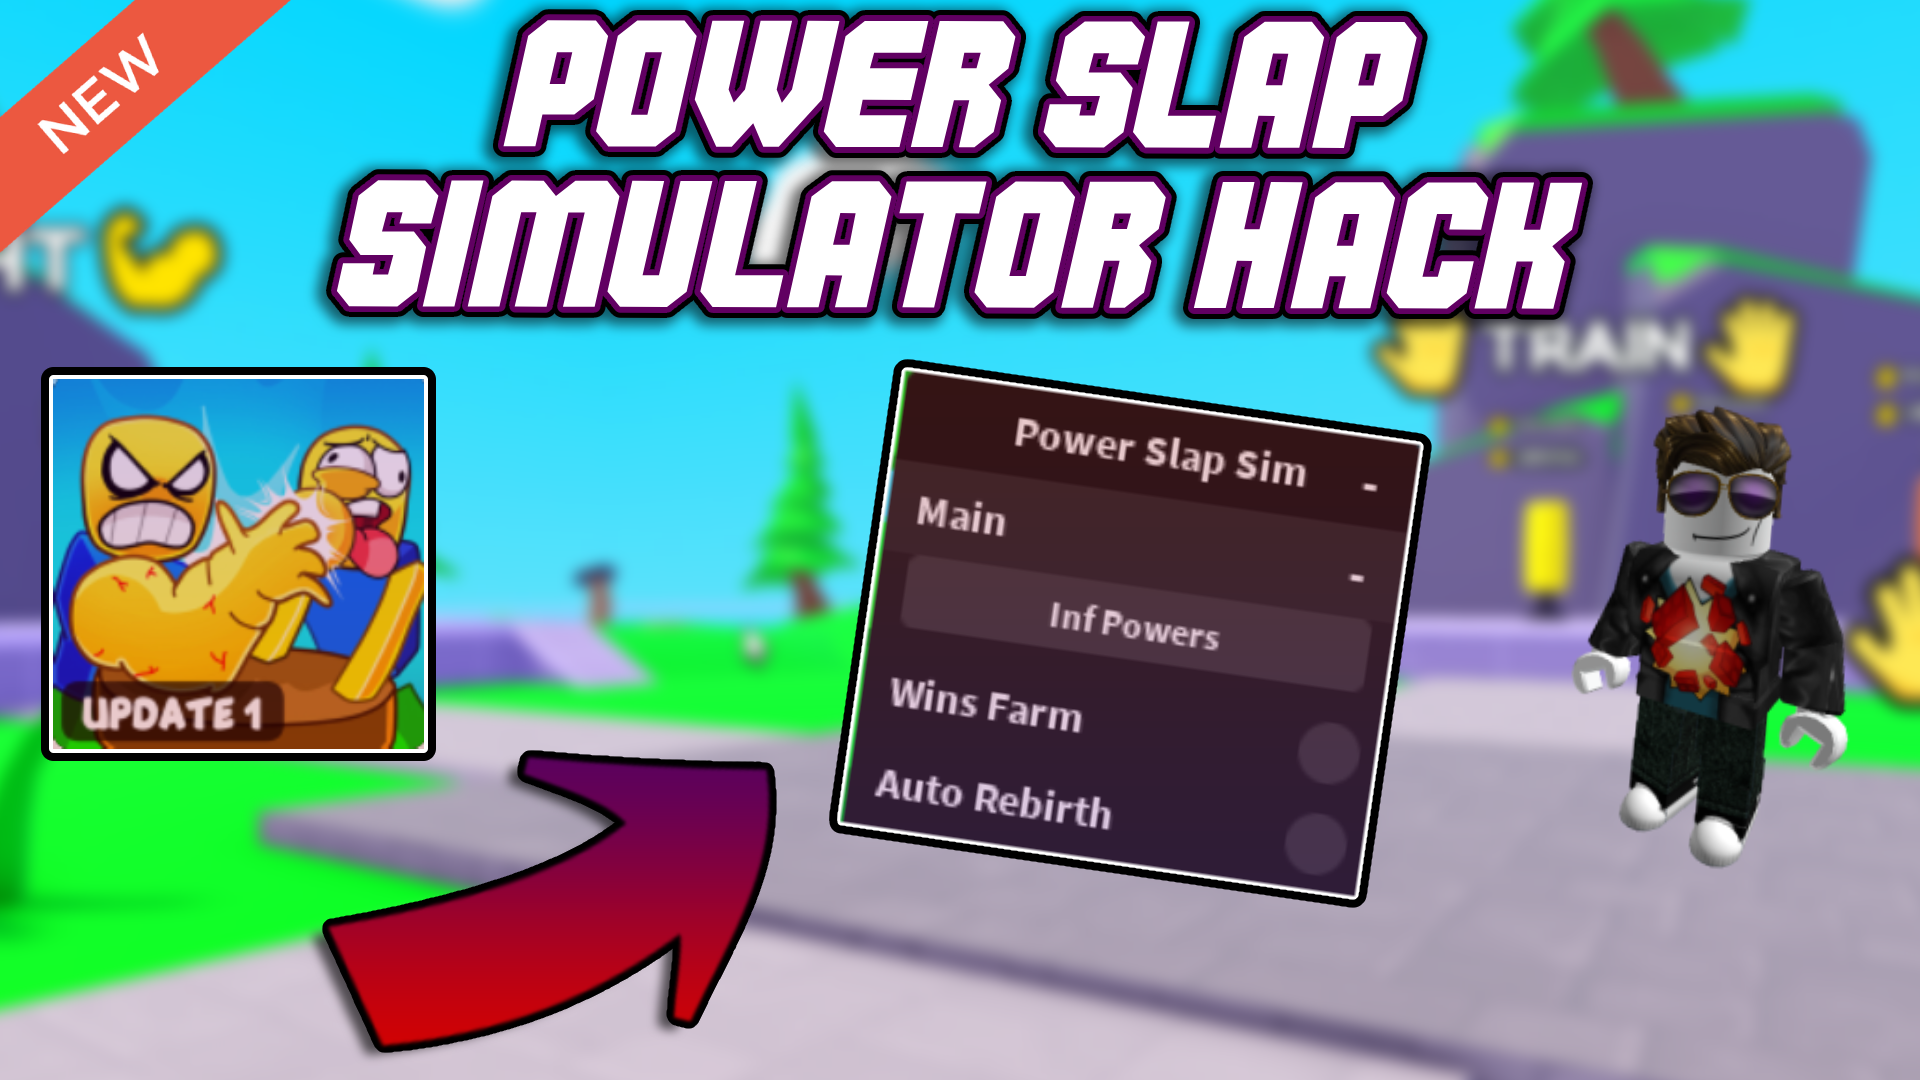 NEW
POWER SLAP
SIMULATOR HACK
TRAIN
UPDATE 1
Power Slap Sim -
Main -
Inf Powers
Wins Farm
Auto Rebirth